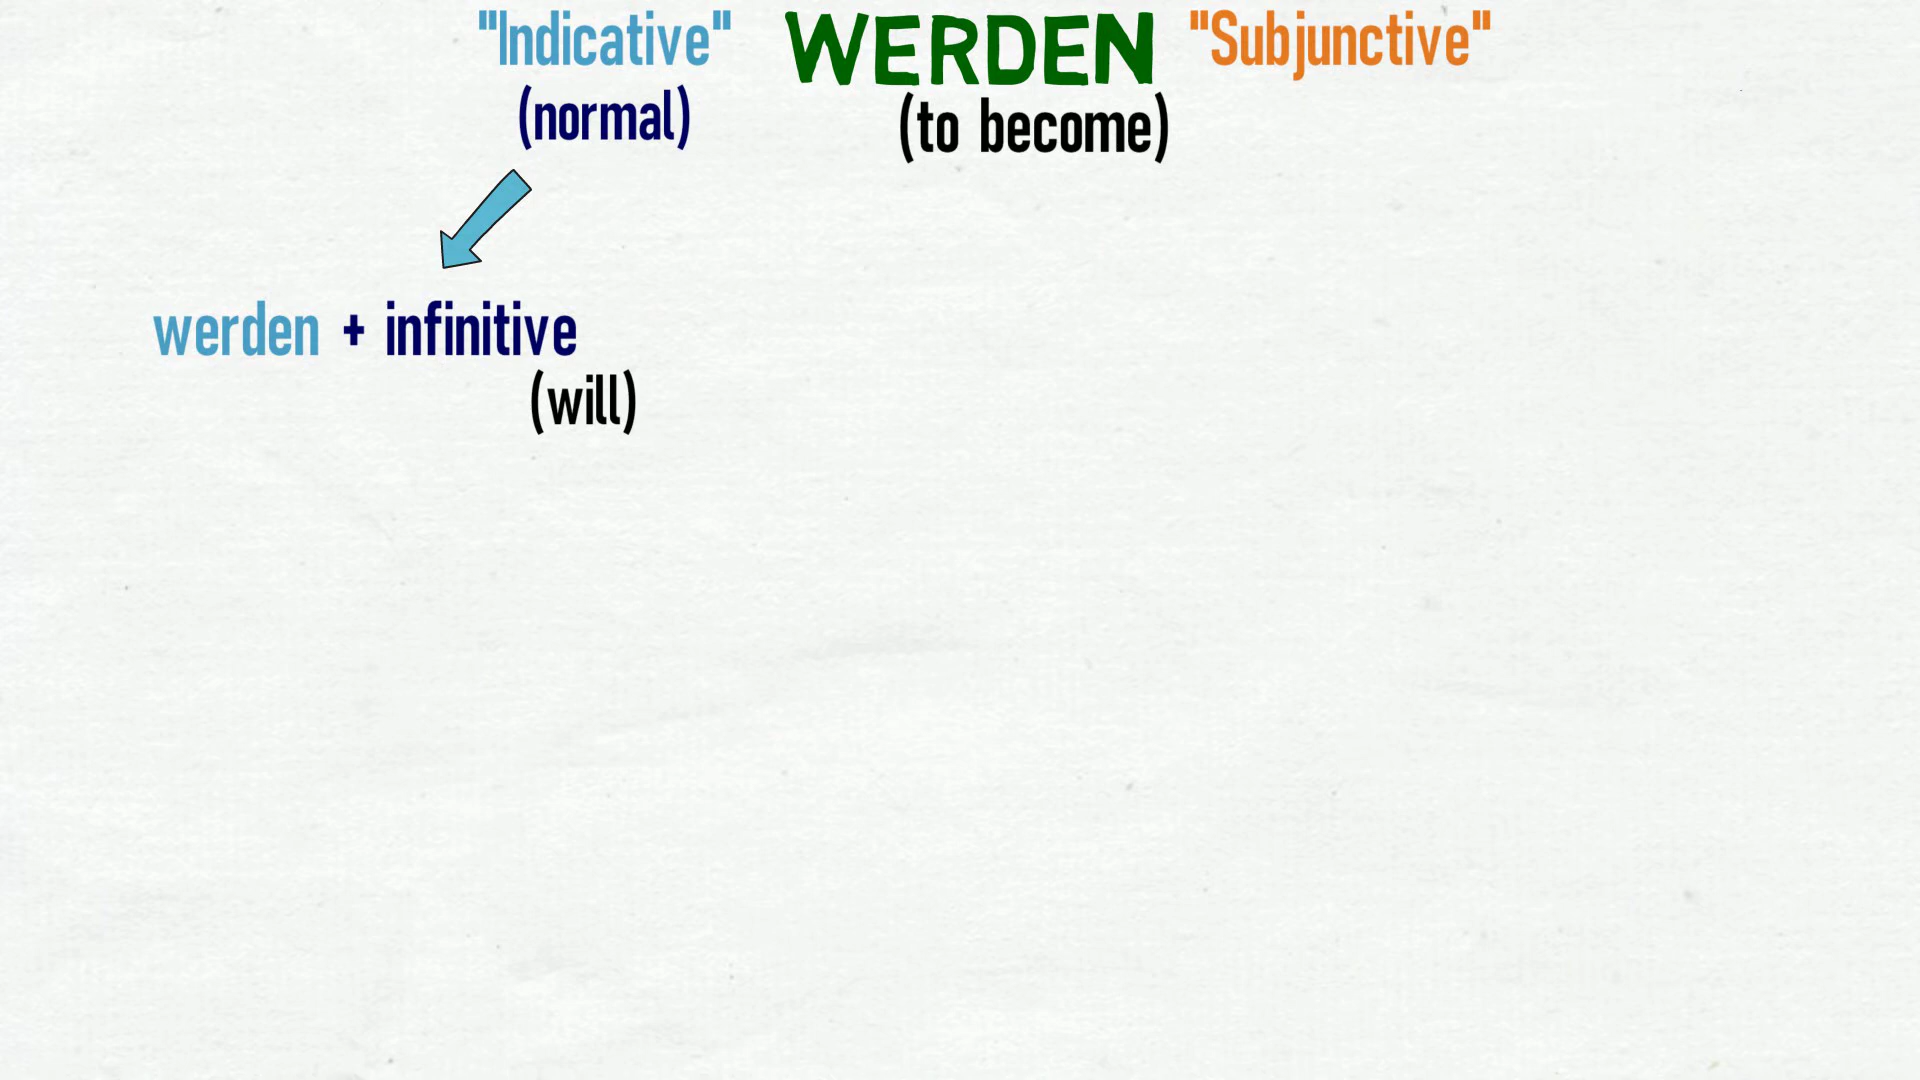 "Indicative" WERDEN "Subjunctive"
(normal) (to become)
werden + infinitive
(will)